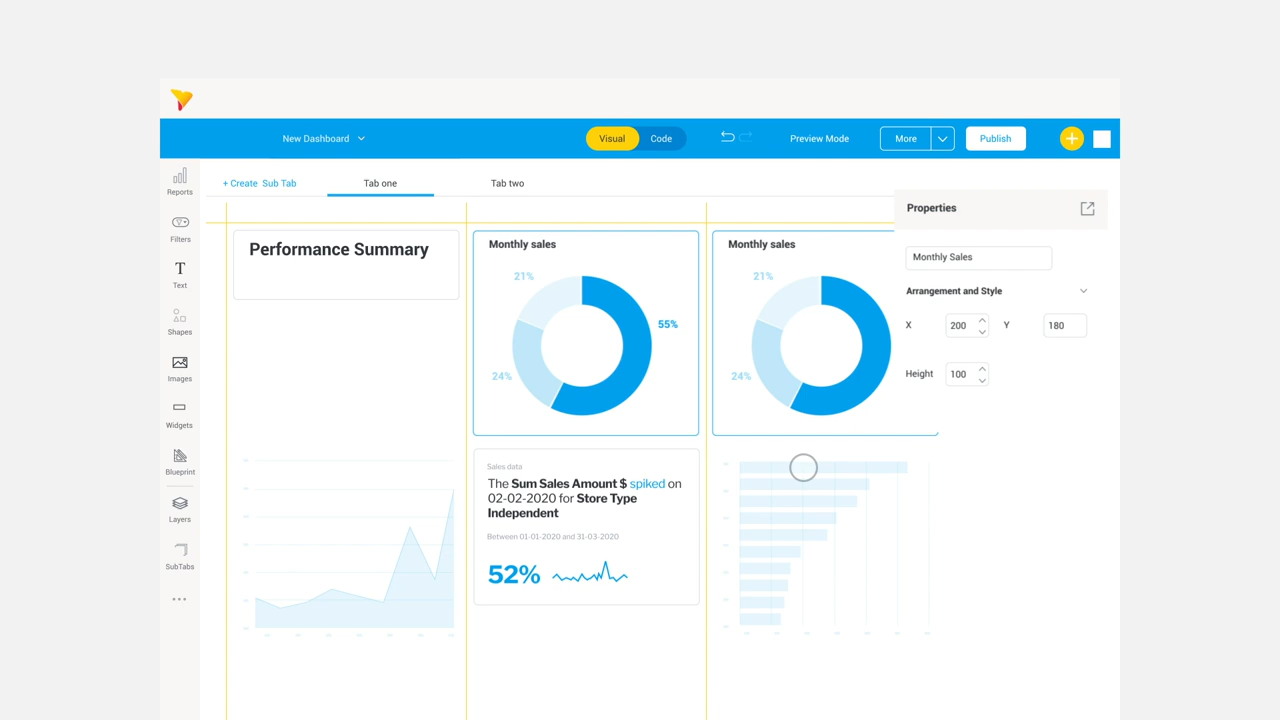 New Dashboard
Visual
Code
Preview Mode
More
Publish
Reports
Filters
T
Text
Shapes
Images
Widgets
Blueprint
Layers
SubTabs
+ Create Sub Tab
Tab one
Tab two
Performance Summary
Monthly sales
21%
55%
24%
Monthly sales
21%
24%
Sales data
The Sum Sales Amount $ spiked on
02-02-2020 for Store Type
Independent
Between 01-01-2020 and 31-03-2020
52%
Properties
Monthly Sales
Arrangement and Style
X 200 Y 180
Height 100